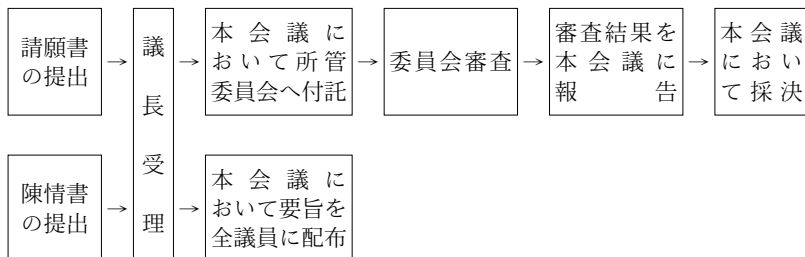 請願書
の提出
→
議長受理
→
本会議に
おいて所管
委員会へ付託
→
委員会審査
→
審査結果を
本会議に
報告
→
本会議
におい
て採決
陳情書
の提出
→
→
本会議に
おいて要旨を
全議員に配布